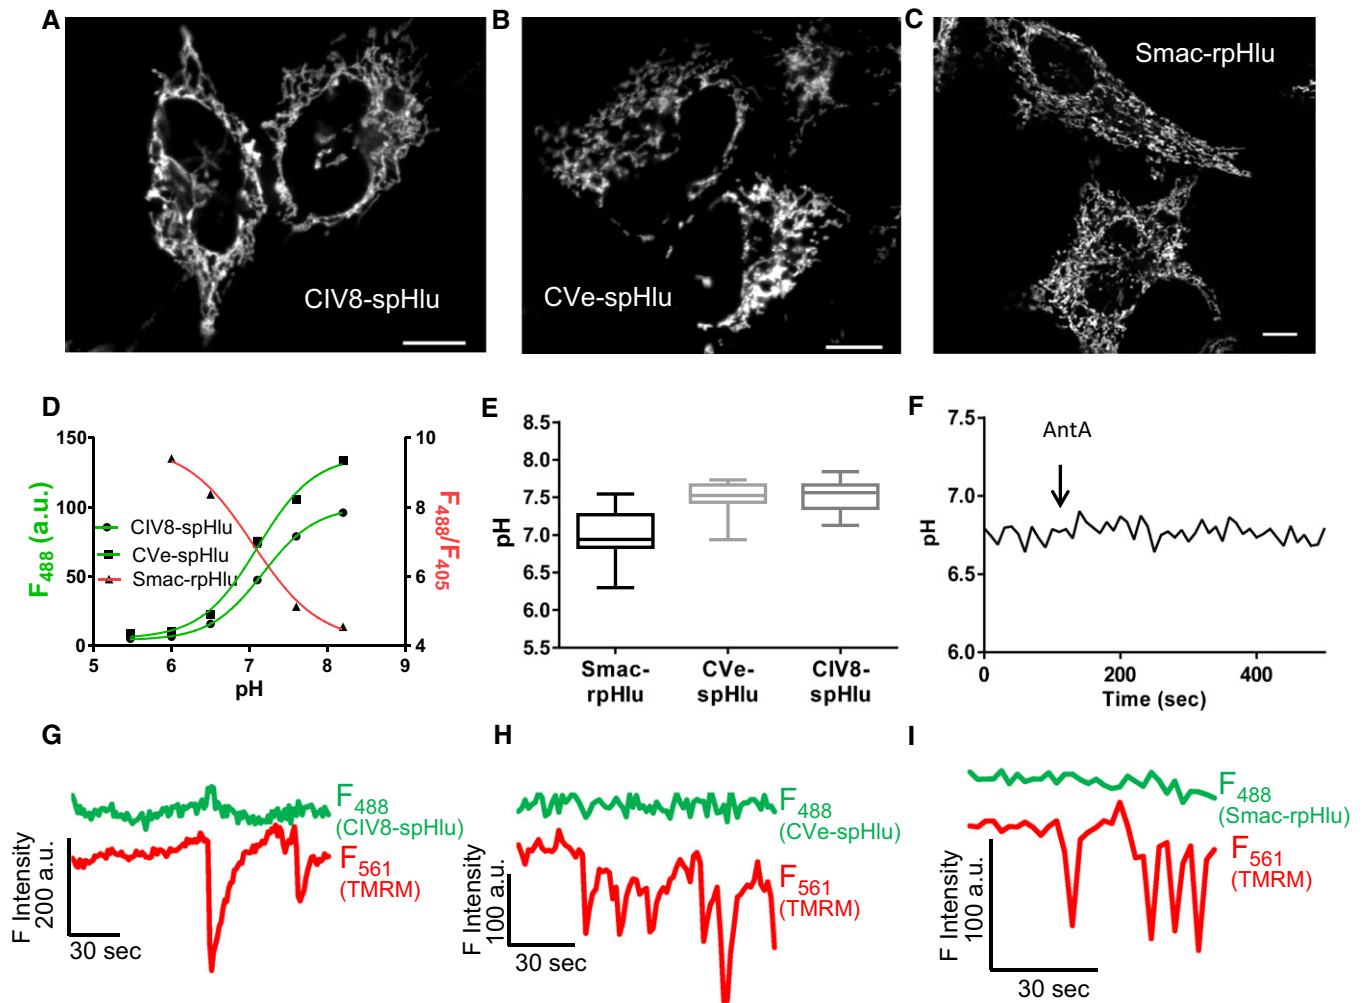 A
B
C
CIV8-spHlu
CVe-spHlu
Smac-rpHlu
D
F488 (a.u.)
150
100
50
0
CIV8-spHlu
CVe-spHlu
Smac-rpHlu
10
8
6
4
F488/F405
5 6 7 8 9
pH
E
pH
8.5
8.0
7.5
7.0
6.5
6.0
5.5
Smac-
rpHlu
CVe-
spHlu
CIV8-
spHlu
F
pH
7.5
7.0
6.5
6.0
AntA
0 200 400
Time (sec)
G
F488
(CIV8-spHlu)
F561
(TMRM)
F Intensity
200 a.u.
30 sec
H
F488
(CVe-spHlu)
F561
(TMRM)
F Intensity
100 a.u.
30 sec
I
F488
(Smac-rpHlu)
F561
(TMRM)
F Intensity
100 a.u.
30 sec